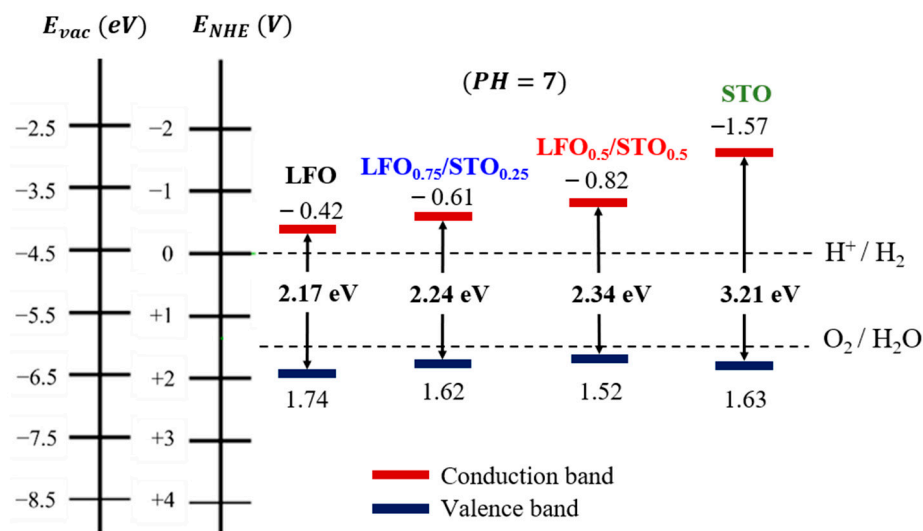 E_vac (eV) E_NHE (V)
(PH = 7)
STO
−1.57
−2.5 −2
LFO_0.5/STO_0.5
LFO LFO_0.75/STO_0.25
−3.5 −1
− 0.42 − 0.61 − 0.82
−4.5 0 H⁺ / H₂
2.17 eV 2.24 eV 2.34 eV 3.21 eV
−5.5 +1
O₂ / H₂O
−6.5 +2
1.74 1.62 1.52 1.63
−7.5 +3
Conduction band
−8.5 +4
Valence band